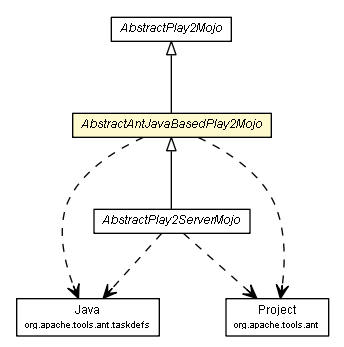 AbstractPlay2Mojo
AbstractAntJavaBasedPlay2Mojo
AbstractPlay2ServerMojo
Java
org.apache.tools.ant.taskdefs
Project
org.apache.tools.ant